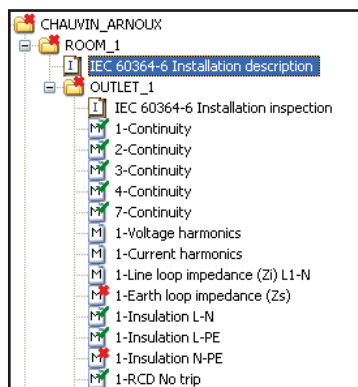 CHAUVIN_ARNOUX
ROOM_1
IEC 60364-6 Installation description
OUTLET_1
IEC 60364-6 Installation inspection
1-Continuity
2-Continuity
3-Continuity
4-Continuity
7-Continuity
1-Voltage harmonics
1-Current harmonics
1-Line loop impedance (Zi) L1-N
1-Earth loop impedance (Zs)
1-Insulation L-N
1-Insulation L-PE
1-Insulation N-PE
1-RCD No trip